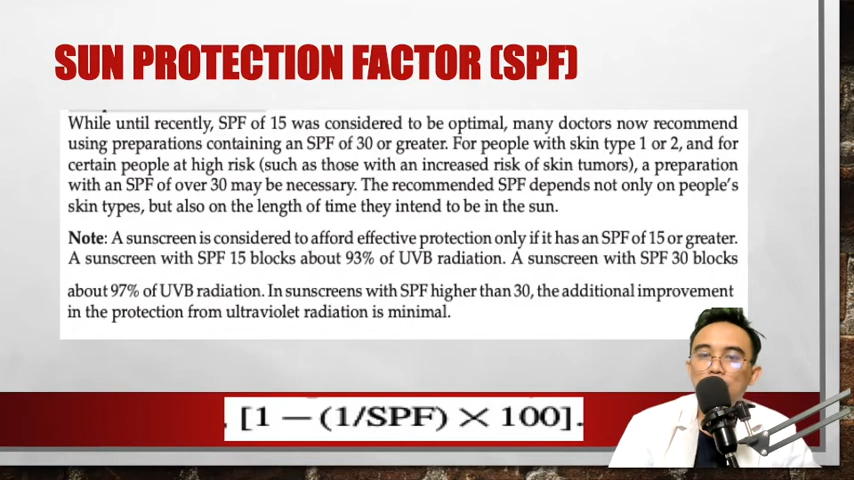 SUN PROTECTION FACTOR (SPF)
While until recently, SPF of 15 was considered to be optimal, many doctors now recommend
using preparations containing an SPF of 30 or greater. For people with skin type 1 or 2, and for
certain people at high risk (such as those with an increased risk of skin tumors), a preparation
with an SPF of over 30 may be necessary. The recommended SPF depends not only on people's
skin types, but also on the length of time they intend to be in the sun.
Note: A sunscreen is considered to afford effective protection only if it has an SPF of 15 or greater.
A sunscreen with SPF 15 blocks about 93% of UVB radiation. A sunscreen with SPF 30 blocks
about 97% of UVB radiation. In sunscreens with SPF higher than 30, the additional improvement
in the protection from ultraviolet radiation is minimal.
. [1 — (1/SPF) × 100].